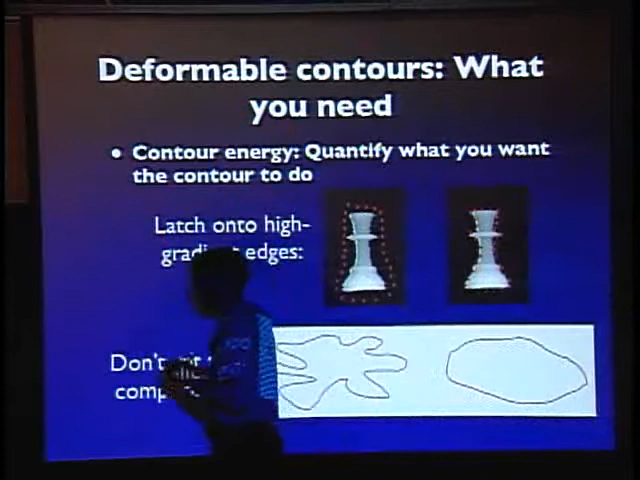 Deformable contours: What
you need
• Contour energy: Quantify what you want
the contour to do
Latch onto high-
edges:
Don't